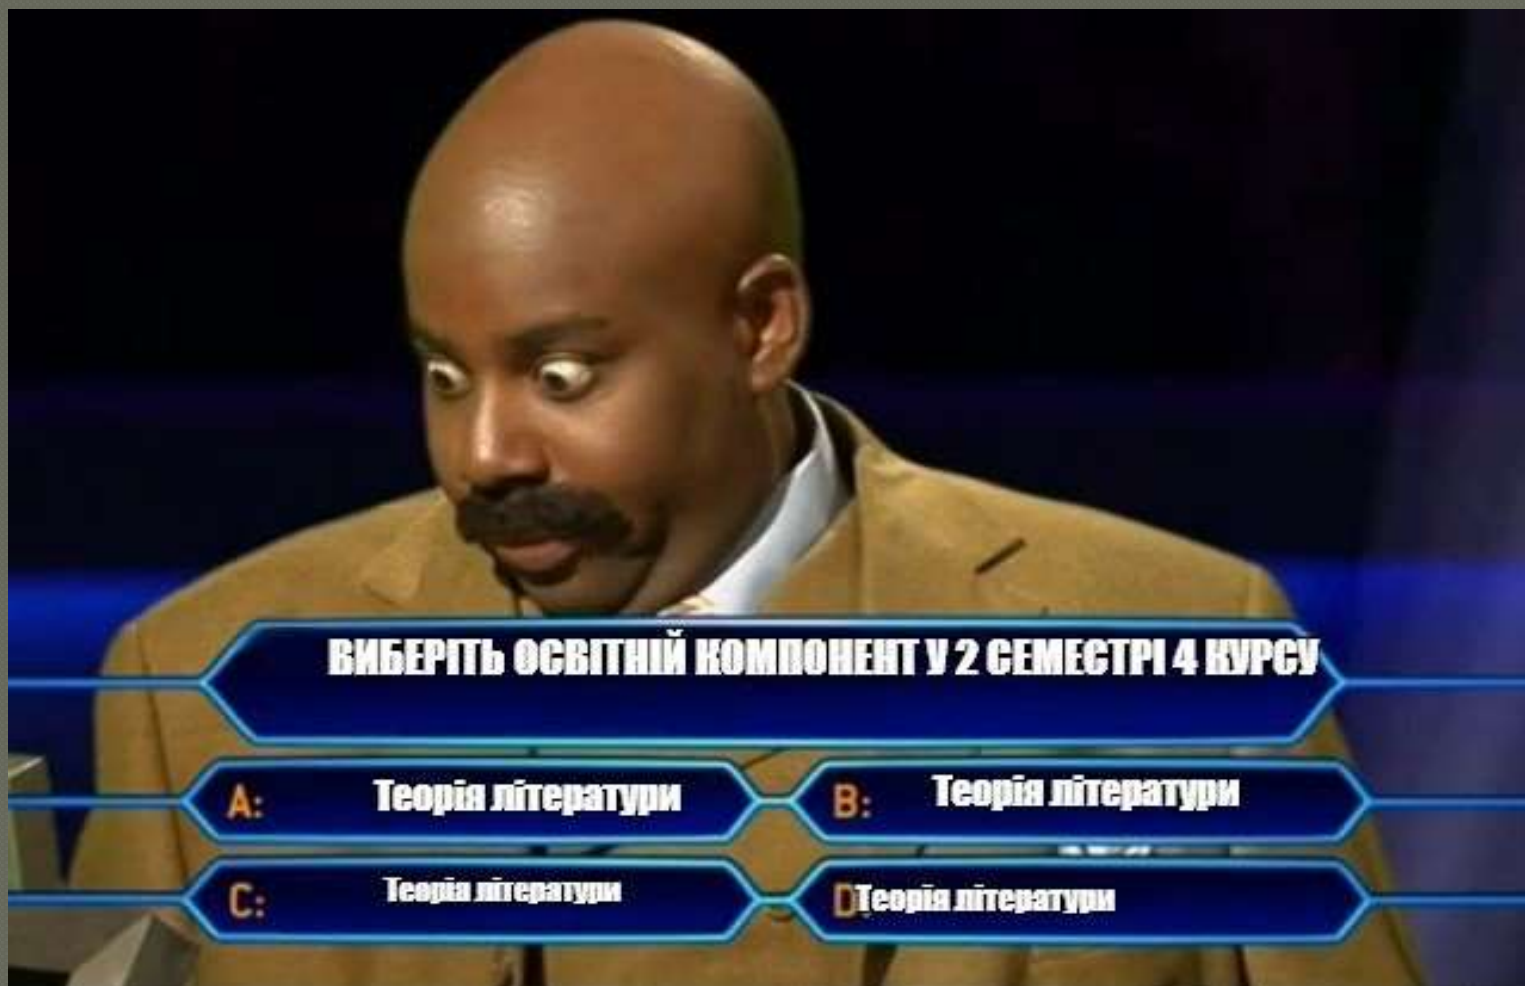 ВИБЕРІТЬ ОСВІТНІЙ КОМПОНЕНТ У 2 СЕМЕСТРІ 4 КУРСУ
A: Теорія літератури
B: Теорія літератури
C: Теорія літератури
D Теорія літератури